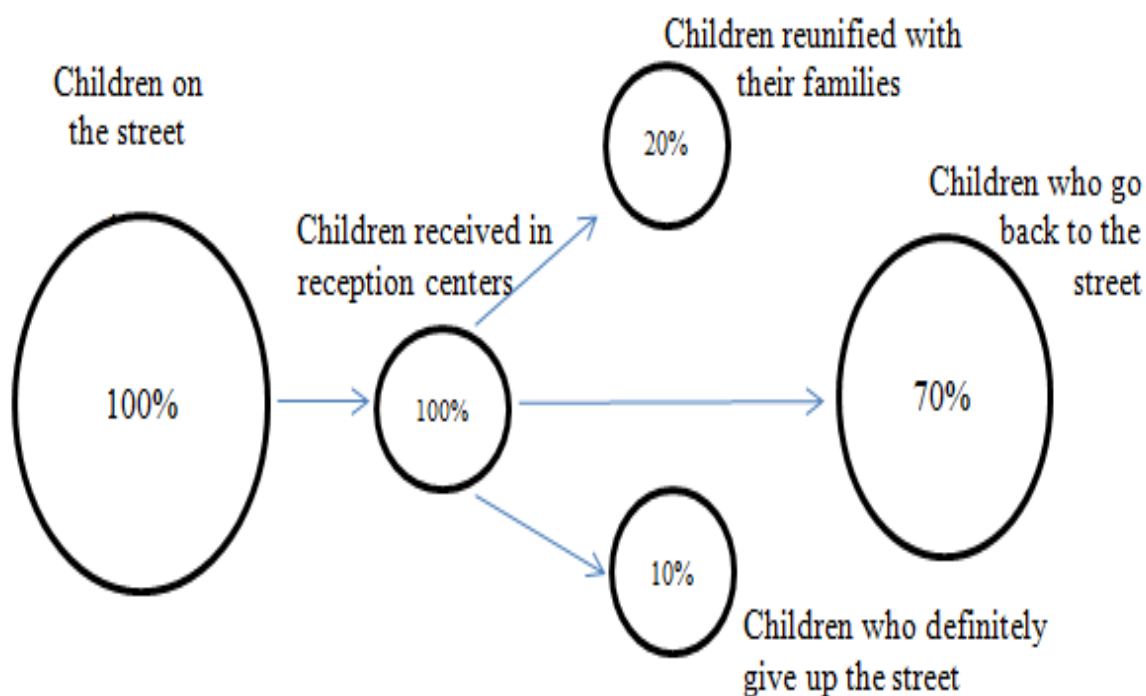 Children on
the street
100%
Children received in
reception centers
100%
Children reunified with
their families
20%
Children who go
back to the
street
70%
10%
Children who definitely
give up the street